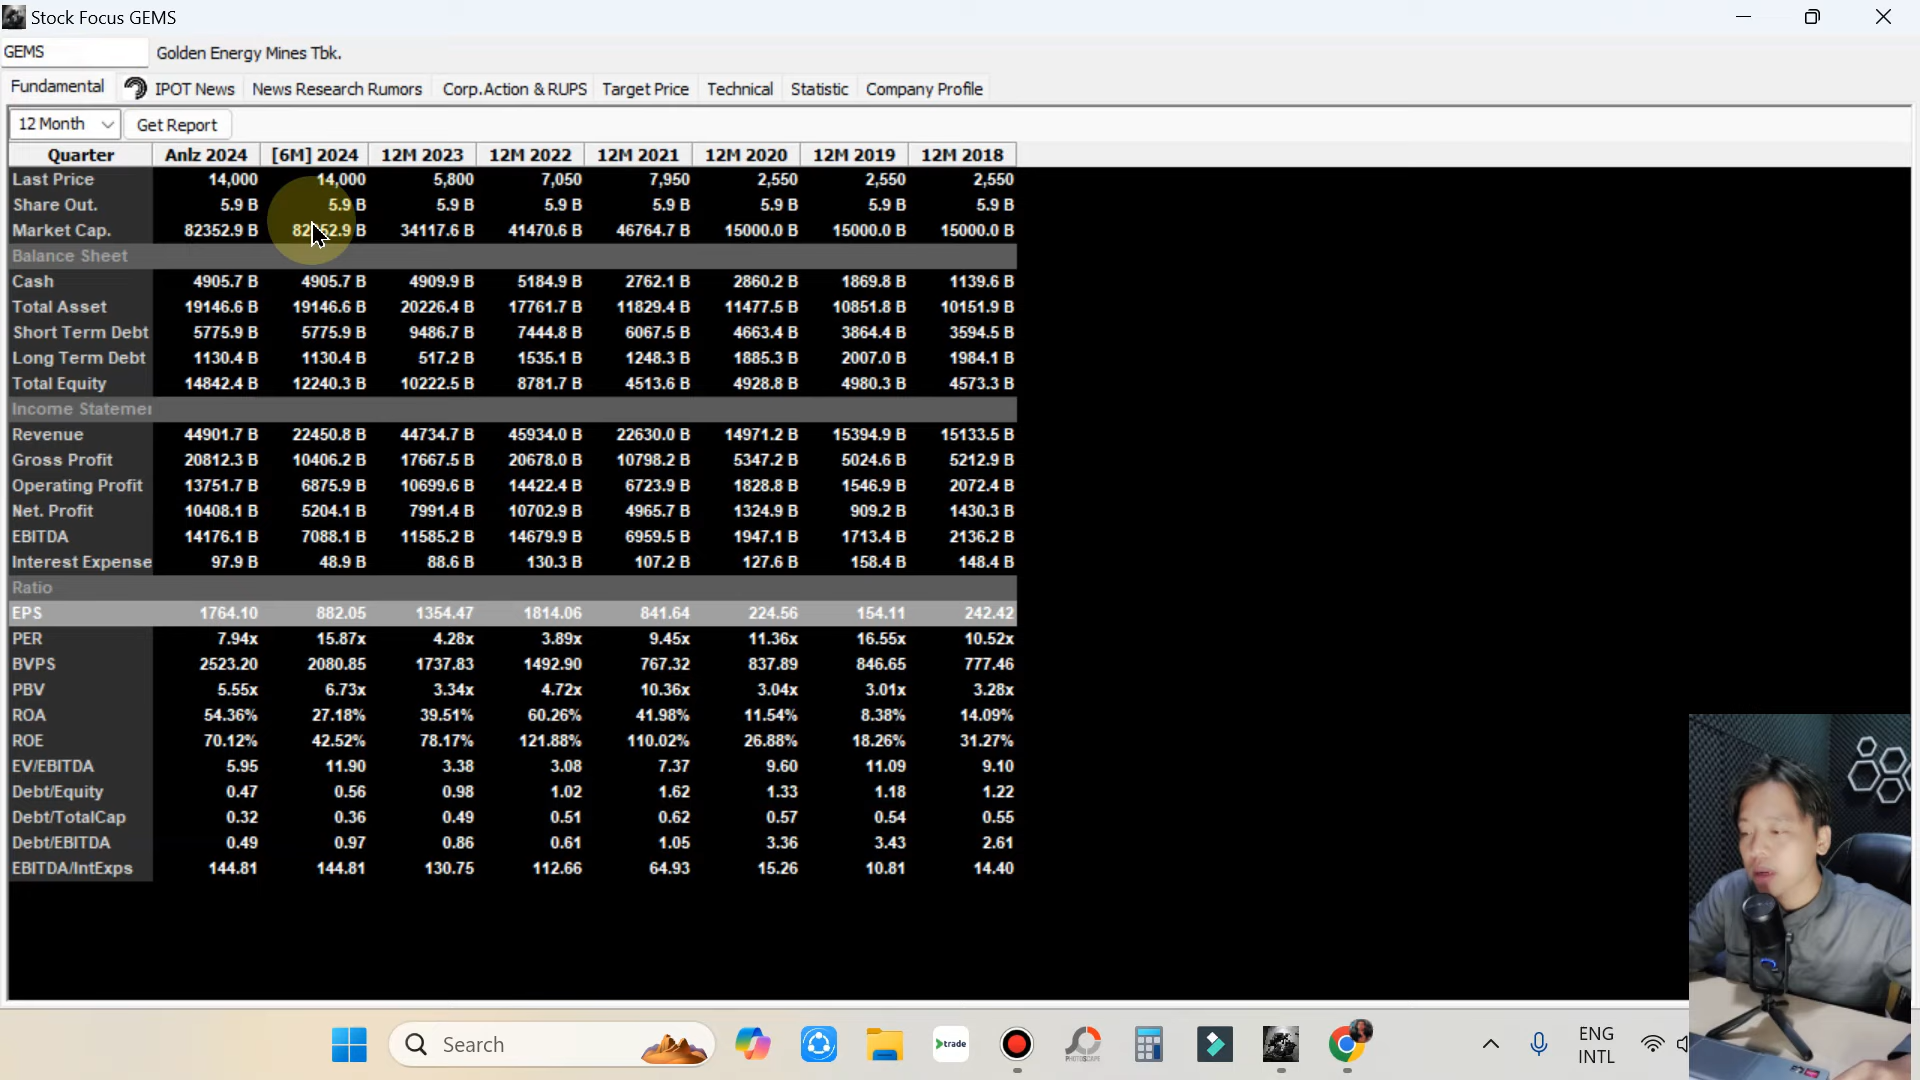 Stock Focus GEMS
GEMS Golden Energy Mines Tbk.
Fundamental IPOT News News Research Rumors Corp.Action & RUPS Target Price Technical Statistic Company Profile
12 Month Get Report
Quarter Anlz 2024 [6M] 2024 12M 2023 12M 2022 12M 2021 12M 2020 12M 2019 12M 2018
Last Price 14,000 14,000 5,800 7,050 7,950 2,550 2,550 2,550
Share Out. 5.9 B 5.9 B 5.9 B 5.9 B 5.9 B 5.9 B 5.9 B 5.9 B
Market Cap. 82352.9 B 34117.6 B 41470.6 B 46764.7 B 15000.0 B 15000.0 B 15000.0 B
Balance Sheet
Cash 4905.7 B 4905.7 B 4909.9 B 5184.9 B 2762.1 B 2860.2 B 1869.8 B 1139.6 B
Total Asset 19146.6 B 19146.6 B 20226.4 B 17761.7 B 11829.4 B 11477.5 B 10851.8 B 10151.9 B
Short Term Debt 5775.9 B 5775.9 B 9486.7 B 7444.8 B 6067.5 B 4663.4 B 3864.4 B 3594.5 B
Long Term Debt 1130.4 B 1130.4 B 517.2 B 1535.1 B 1248.3 B 1885.3 B 2007.0 B 1984.1 B
Total Equity 14842.4 B 12240.3 B 10222.5 B 8781.7 B 4513.6 B 4928.8 B 4980.3 B 4573.3 B
Income Statemer
Revenue 44901.7 B 22450.8 B 44734.7 B 45934.0 B 22630.0 B 14971.2 B 15394.9 B 15133.5 B
Gross Profit 20812.3 B 10406.2 B 17667.5 B 20678.0 B 10798.2 B 5347.2 B 5024.6 B 5212.9 B
Operating Profit 13751.7 B 6875.9 B 10699.6 B 14422.4 B 6723.9 B 1828.8 B 1546.9 B 2072.4 B
Net. Profit 10408.1 B 5204.1 B 7991.4 B 10702.9 B 4965.7 B 1324.9 B 909.2 B 1430.3 B
EBITDA 14176.1 B 7088.1 B 11585.2 B 14679.9 B 6959.5 B 1947.1 B 1713.4 B 2136.2 B
Interest Expense 97.9 B 48.9 B 88.6 B 130.3 B 107.2 B 127.6 B 158.4 B 148.4 B
Ratio
EPS 1764.10 882.05 1354.47 1814.06 841.64 224.56 154.11 242.42
PER 7.94x 15.87x 4.28x 3.89x 9.45x 11.36x 16.55x 10.52x
BVPS 2523.20 2080.85 1737.83 1492.90 767.32 837.89 846.65 777.46
PBV 5.55x 6.73x 3.34x 4.72x 10.36x 3.04x 3.01x 3.28x
ROA 54.36% 27.18% 39.51% 60.26% 41.98% 11.54% 8.38% 14.09%
ROE 70.12% 42.52% 78.17% 121.88% 110.02% 26.88% 18.26% 31.27%
EV/EBITDA 5.95 11.90 3.38 3.08 7.37 9.60 11.09 9.10
Debt/Equity 0.47 0.56 0.98 1.02 1.62 1.33 1.18 1.22
Debt/TotalCap 0.32 0.36 0.49 0.51 0.62 0.57 0.54 0.55
Debt/EBITDA 0.49 0.97 0.86 0.61 1.05 3.36 3.43 2.61
EBITDA/IntExps 144.81 144.81 130.75 112.66 64.93 15.26 10.81 14.40
Search trade PHOTOSCAPE ENG
INTL